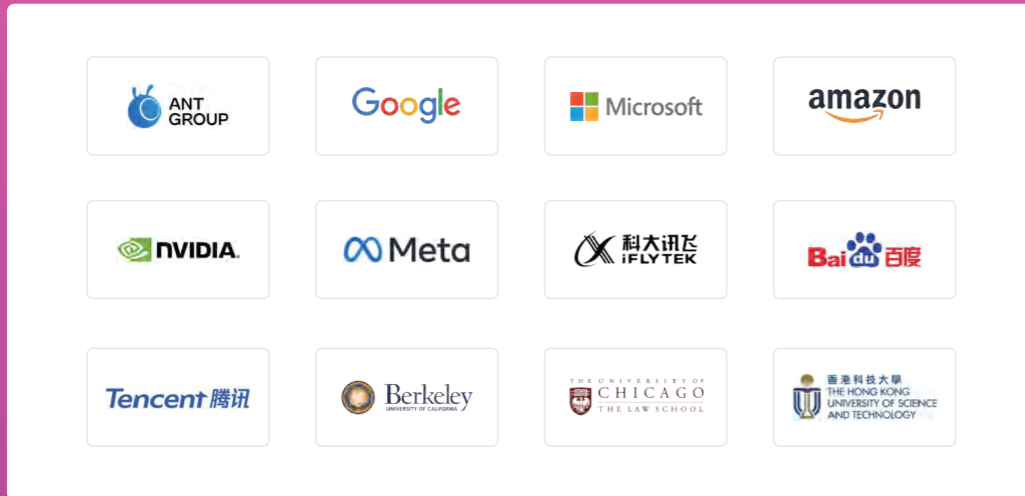 ANT
GROUP
Google
Microsoft
amazon
nVIDIA.
Meta
科大讯飞
iFLYTEK
Bai du 百度
Tencent 腾讯
Berkeley
UNIVERSITY OF CALIFORNIA
THE UNIVERSITY OF
CHICAGO
THE LAW SCHOOL
香港科技大學
THE HONG KONG
UNIVERSITY OF SCIENCE
AND TECHNOLOGY